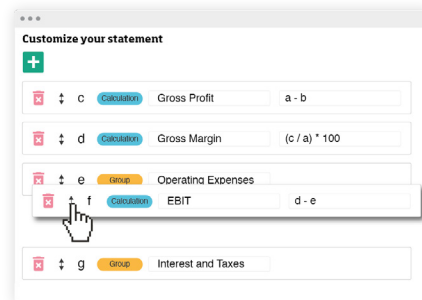 Customize your statement
+
c Calculation Gross Profit a - b
d Calculation Gross Margin (c / a) * 100
e Group Operating Expenses
f Calculation EBIT d - e
g Group Interest and Taxes